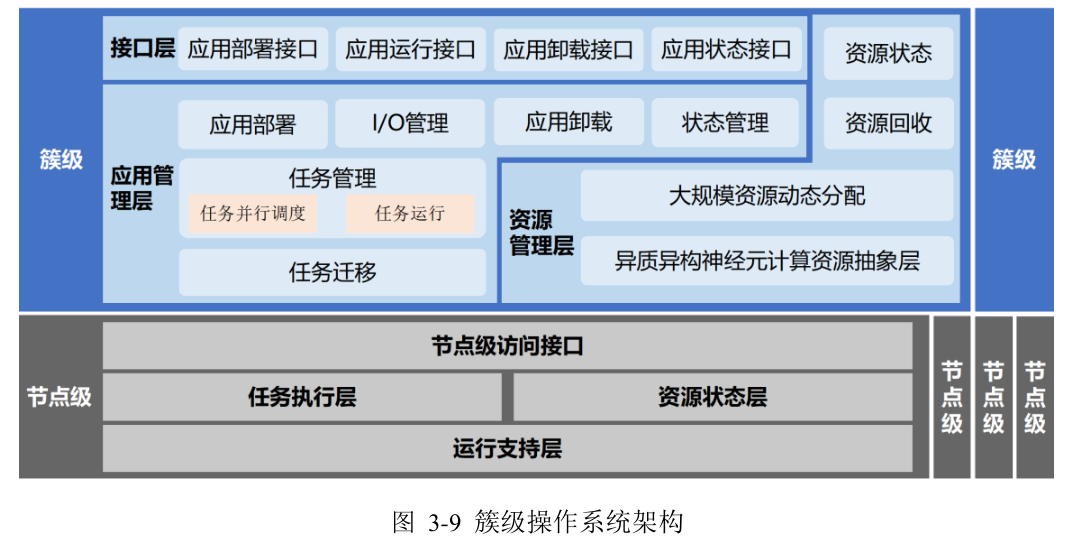 簇级
接口层
应用部署接口
应用运行接口
应用卸载接口
应用状态接口
资源状态
资源回收
应用管
理层
应用部署
I/O管理
应用卸载
状态管理
任务管理
任务并行调度
任务运行
任务迁移
资源
管理层
大规模资源动态分配
异质异构神经元计算资源抽象层
簇级
节点级
节点级访问接口
任务执行层
资源状态层
运行支持层
节点级
节点级
节点级
图 3-9 簇级操作系统架构